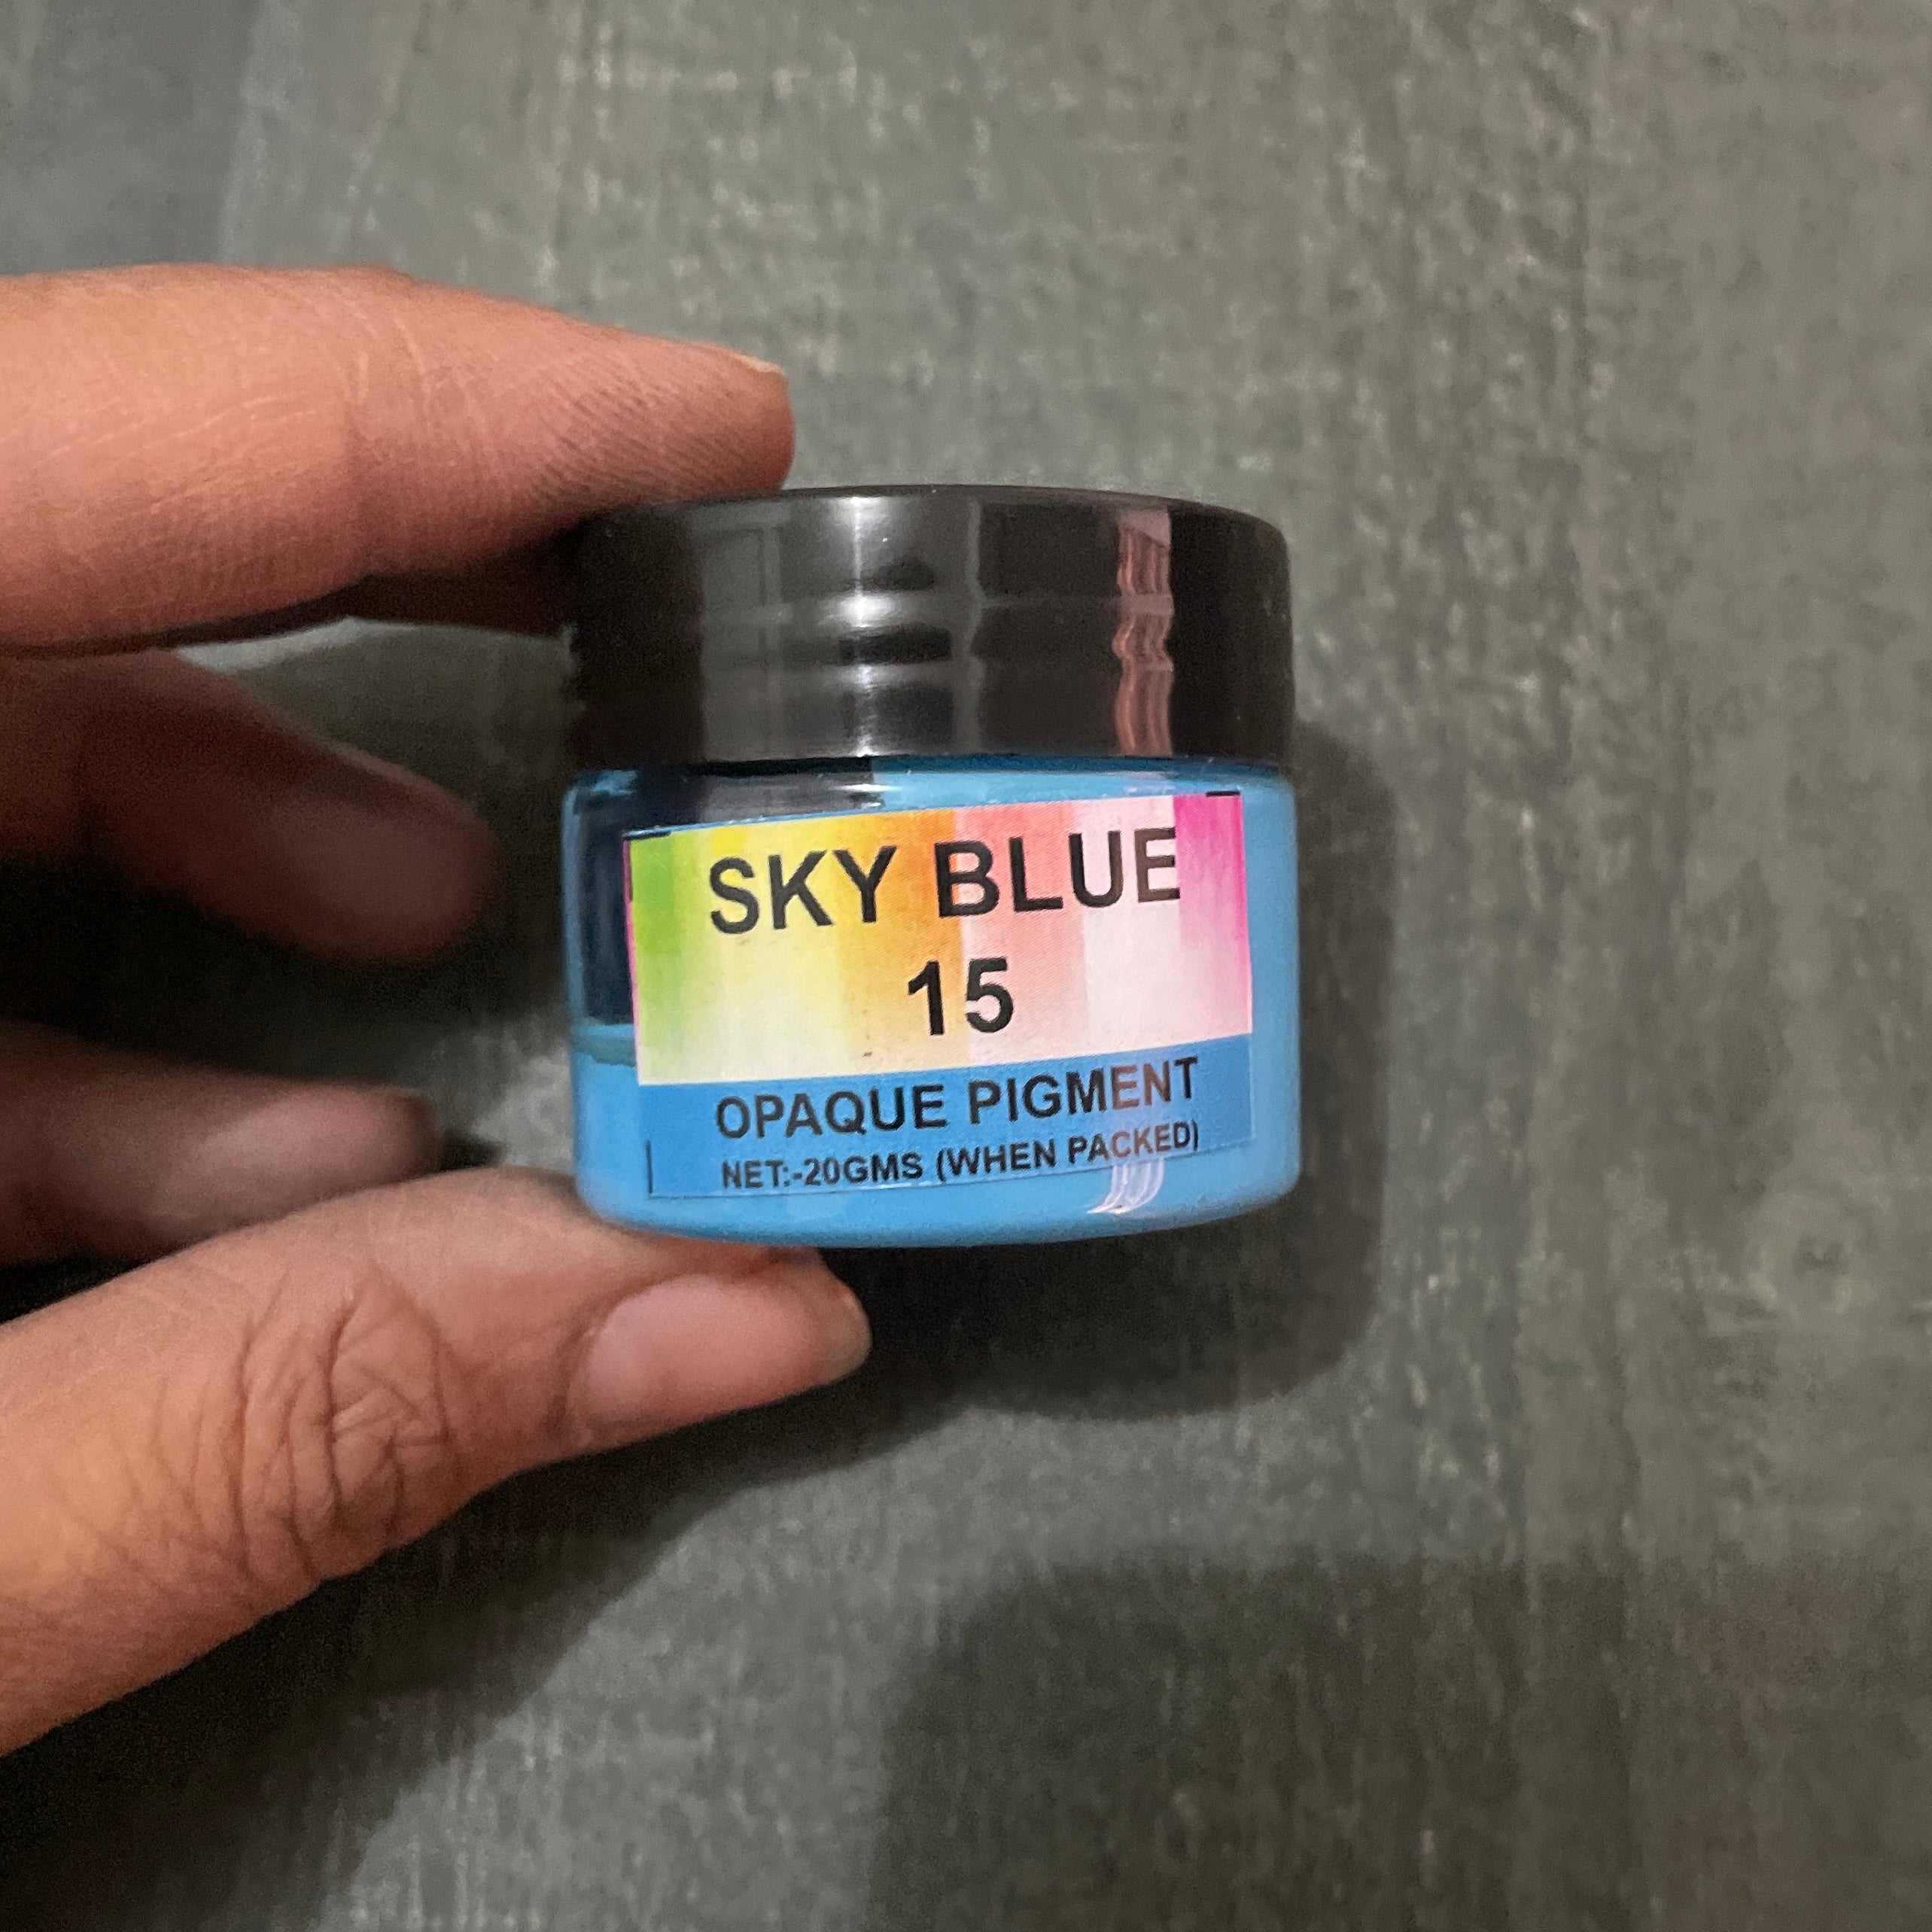 SKY BLUE
15
OPAQUE PIGMENT
NET:-20GMS (WHEN PACKED)